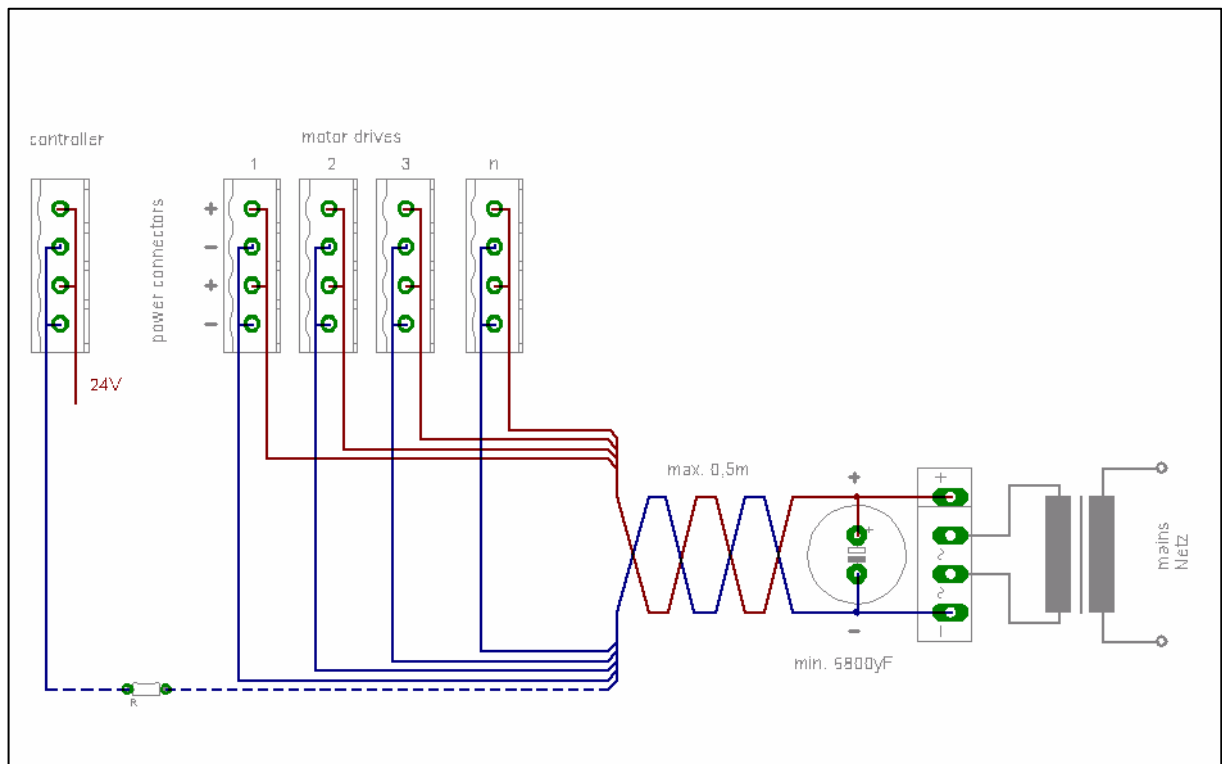 controller
motor drives
1 2 3 n
power connectors
+
-
+
-
24V
max. 0,5m
+
+
+
~
~
-
-
min. 6800yF
mains
Netz
R